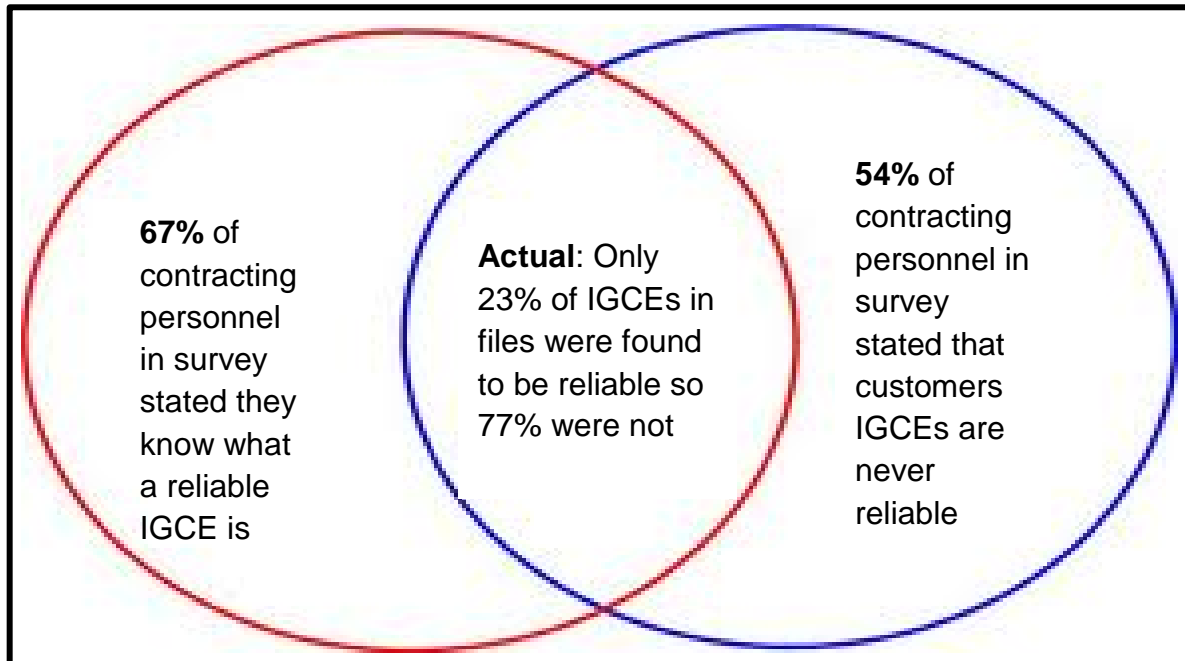 67% of
contracting
personnel
in survey
stated they
know what
a reliable
IGCE is
Actual: Only
23% of IGCEs in
files were found
to be reliable so
77% were not
54% of
contracting
personnel in
survey
stated that
customers
IGCEs are
never
reliable